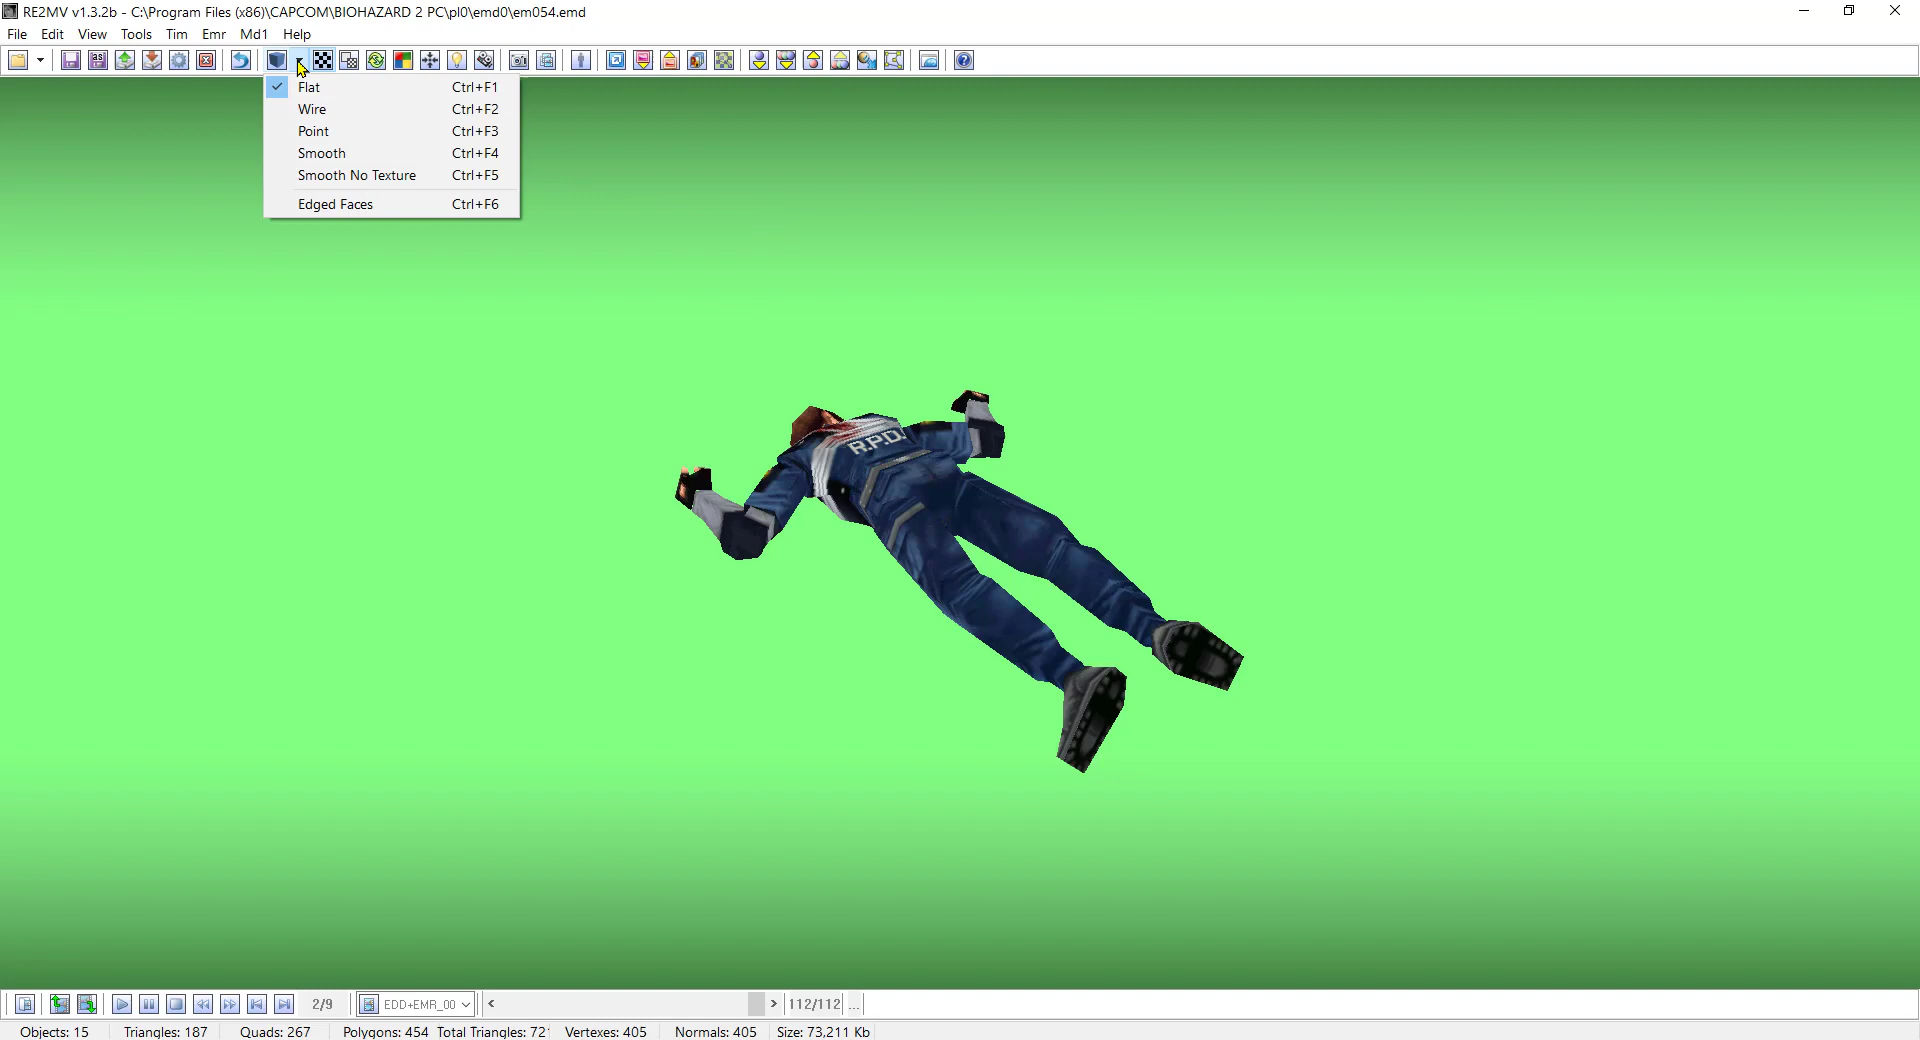 RE2MV v1.3.2b - C:\Program Files (x86)\CAPCOM\BIOHAZARD 2 PC\pl0\emd0\em054.emd
File Edit View Tools Tim Emr Md1 Help
Flat Ctrl+F1
Wire Ctrl+F2
Point Ctrl+F3
Smooth Ctrl+F4
Smooth No Texture Ctrl+F5
Edged Faces Ctrl+F6
R.P.D.
2/9 EDD+EMR_00 < > 112/112 ...
Objects: 15 Triangles: 187 Quads: 267 Polygons: 454 Total Triangles: 72 Vertexes: 405 Normals: 405 Size: 73,211 Kb